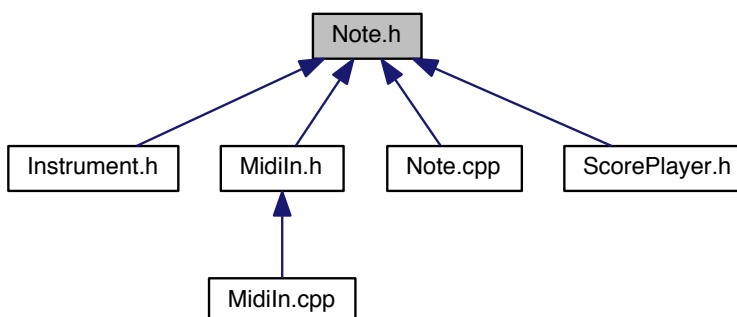 Note.h
Instrument.h
MidiIn.h
Note.cpp
ScorePlayer.h
MidiIn.cpp